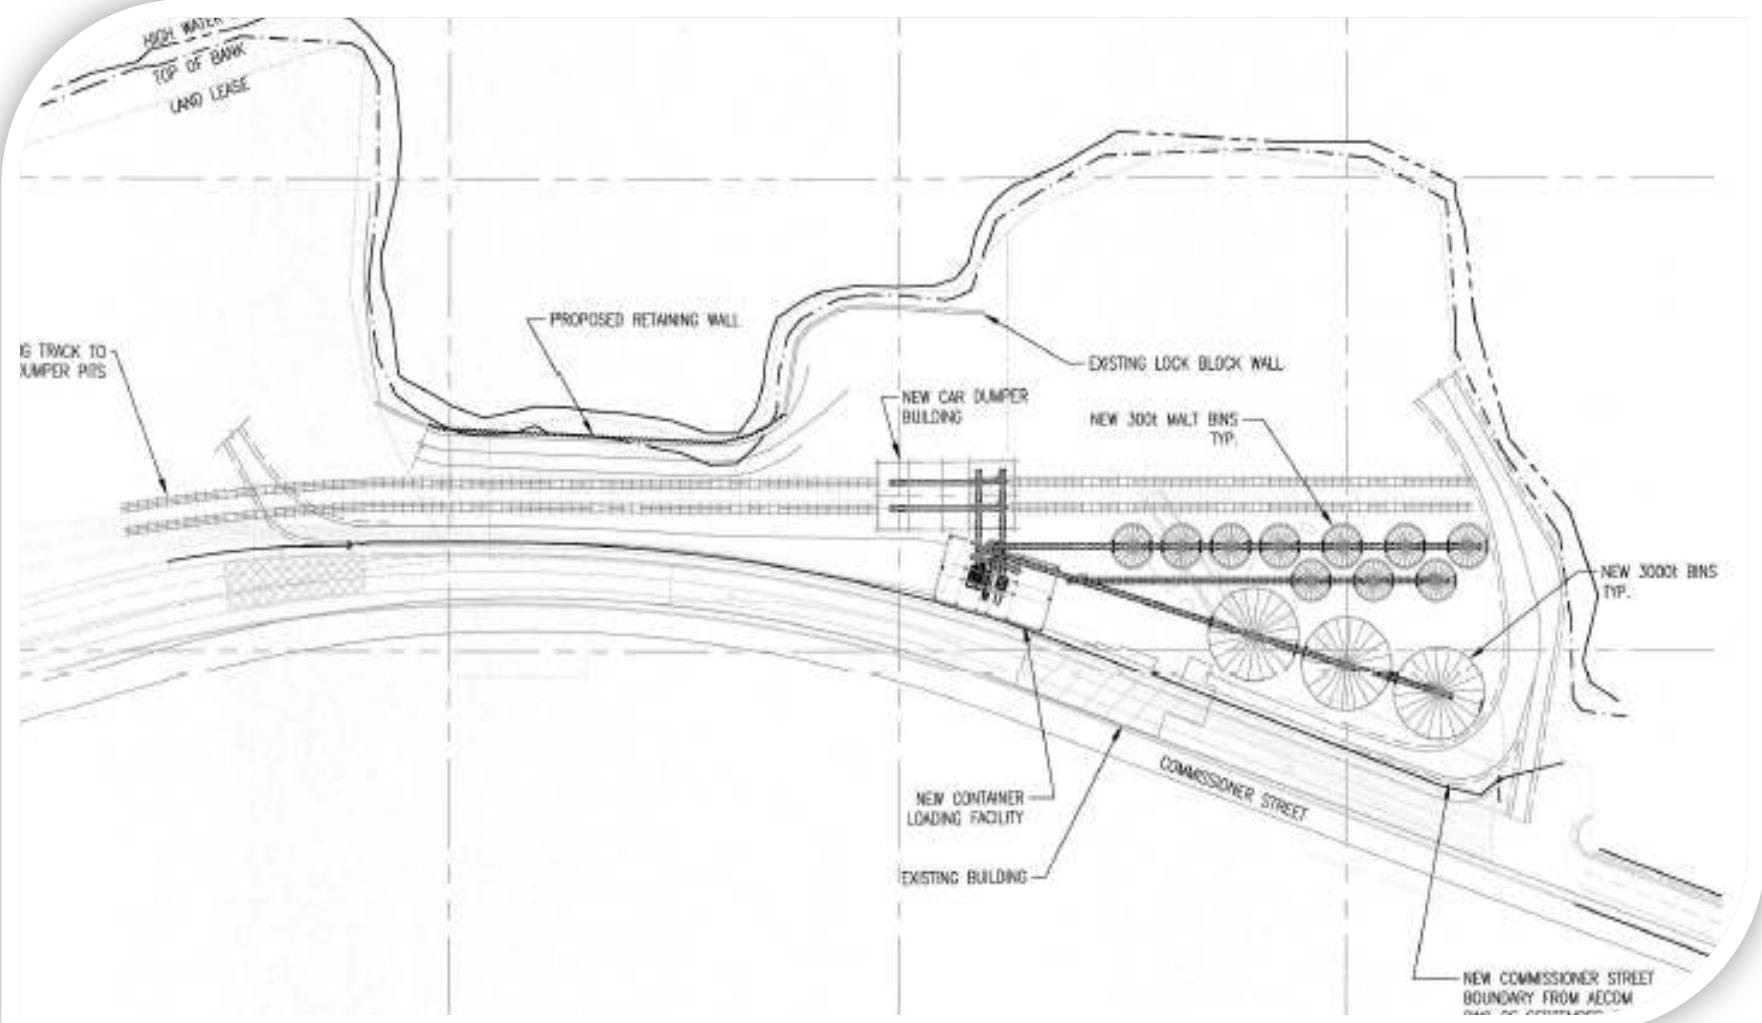 HIGH WATER
TOP OF BANK
LAND LEASE
PROPOSED RETAINING WALL
G TRACK TO
UMPER PITS
EXISTING LOCK BLOCK WALL
NEW CAR DUMPER
BUILDING
NEW 300t MALT BINS
TYP.
NEW 3000t BINS
TYP.
COMMISSIONER STREET
NEW CONTAINER
LOADING FACILITY
EXISTING BUILDING
NEW COMMISSIONER STREET
BOUNDARY FROM AECOM